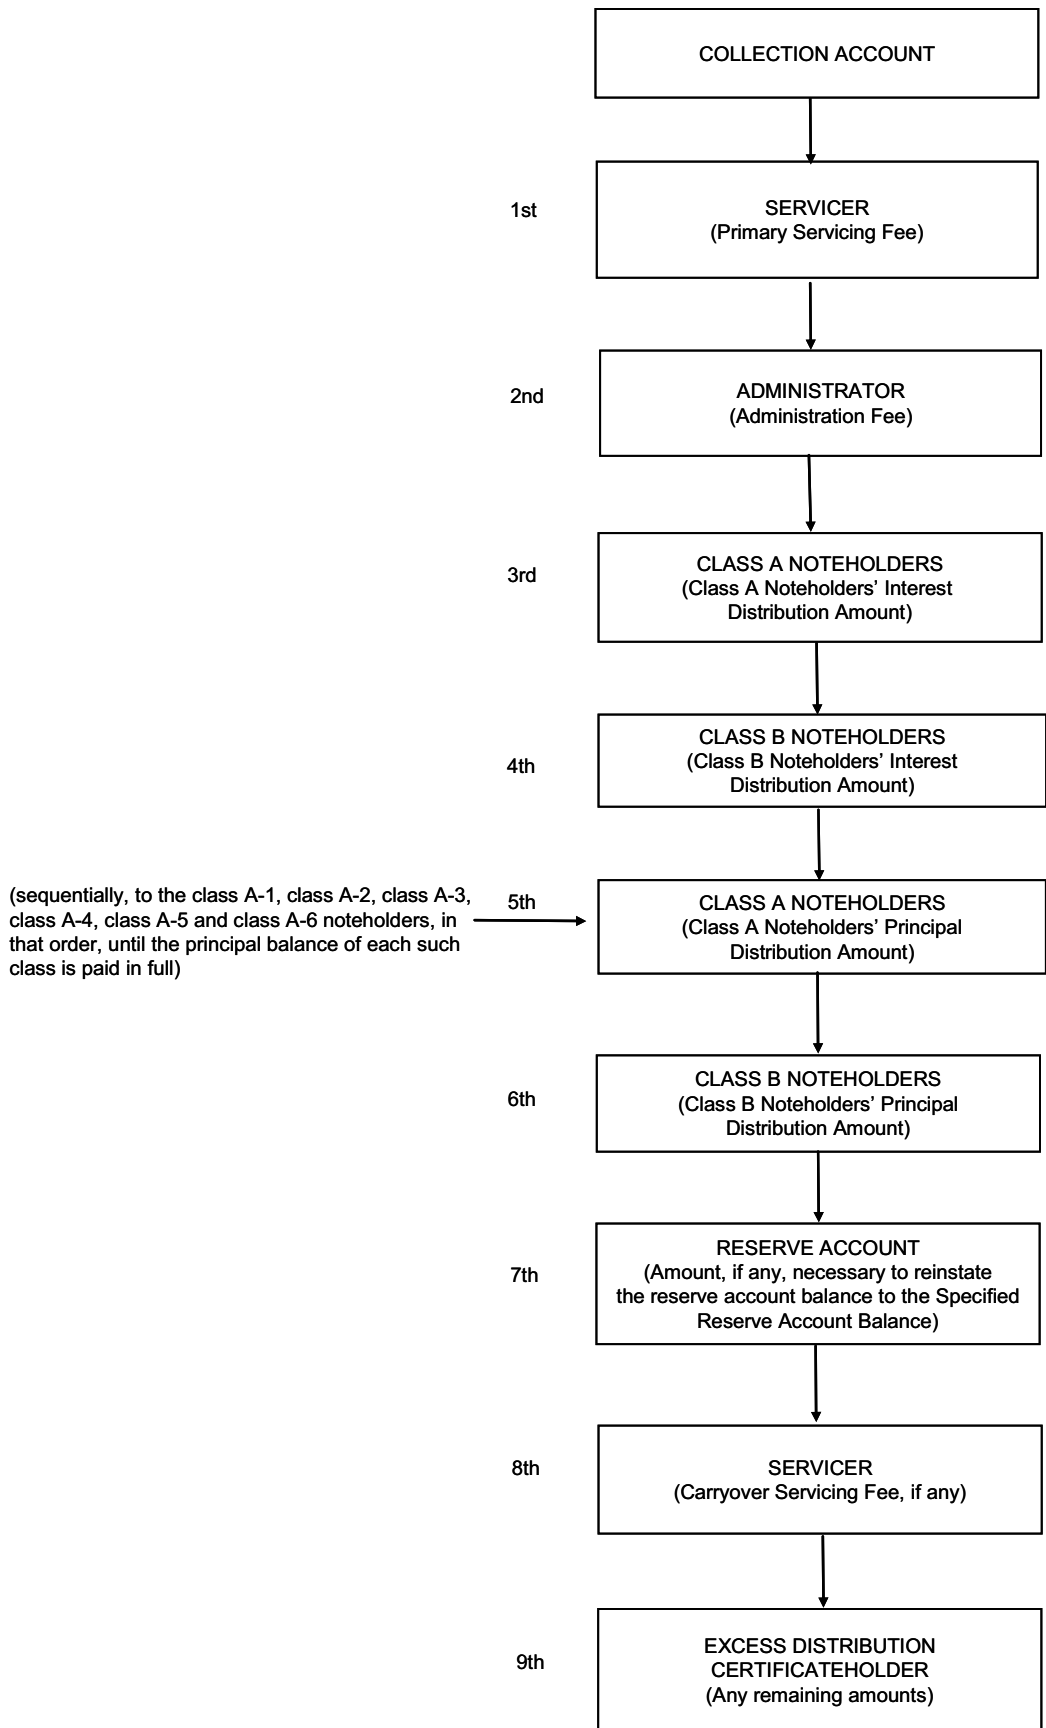 COLLECTION ACCOUNT
1st
SERVICER
(Primary Servicing Fee)
2nd
ADMINISTRATOR
(Administration Fee)
3rd
CLASS A NOTEHOLDERS
(Class A Noteholders’ Interest
Distribution Amount)
4th
CLASS B NOTEHOLDERS
(Class B Noteholders’ Interest
Distribution Amount)
(sequentially, to the class A-1, class A-2, class A-3,
class A-4, class A-5 and class A-6 noteholders, in
that order, until the principal balance of each such
class is paid in full)
5th
CLASS A NOTEHOLDERS
(Class A Noteholders’ Principal
Distribution Amount)
6th
CLASS B NOTEHOLDERS
(Class B Noteholders’ Principal
Distribution Amount)
7th
RESERVE ACCOUNT
(Amount, if any, necessary to reinstate
the reserve account balance to the Specified
Reserve Account Balance)
8th
SERVICER
(Carryover Servicing Fee, if any)
9th
EXCESS DISTRIBUTION
CERTIFICATEHOLDER
(Any remaining amounts)